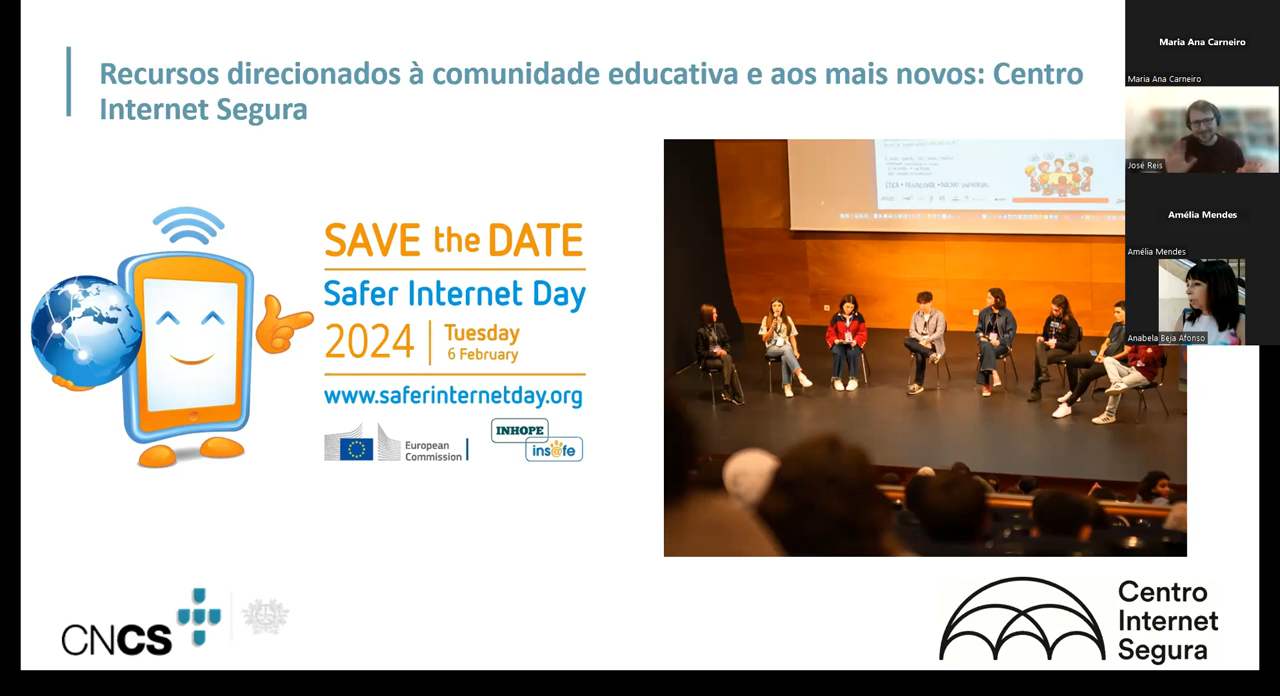 Recursos direcionados à comunidade educativa e aos mais novos: Centro
Internet Segura
SAVE the DATE
Safer Internet Day
2024 | Tuesday
6 February
www.saferinternetday.org
European
Commission
INHOPE
ins@fe
CNCS
Centro
Internet
Segura
Maria Ana Carneiro
Maria Ana Carneiro
José Reis
Amélia Mendes
Amélia Mendes
Anabela Beja Afonso